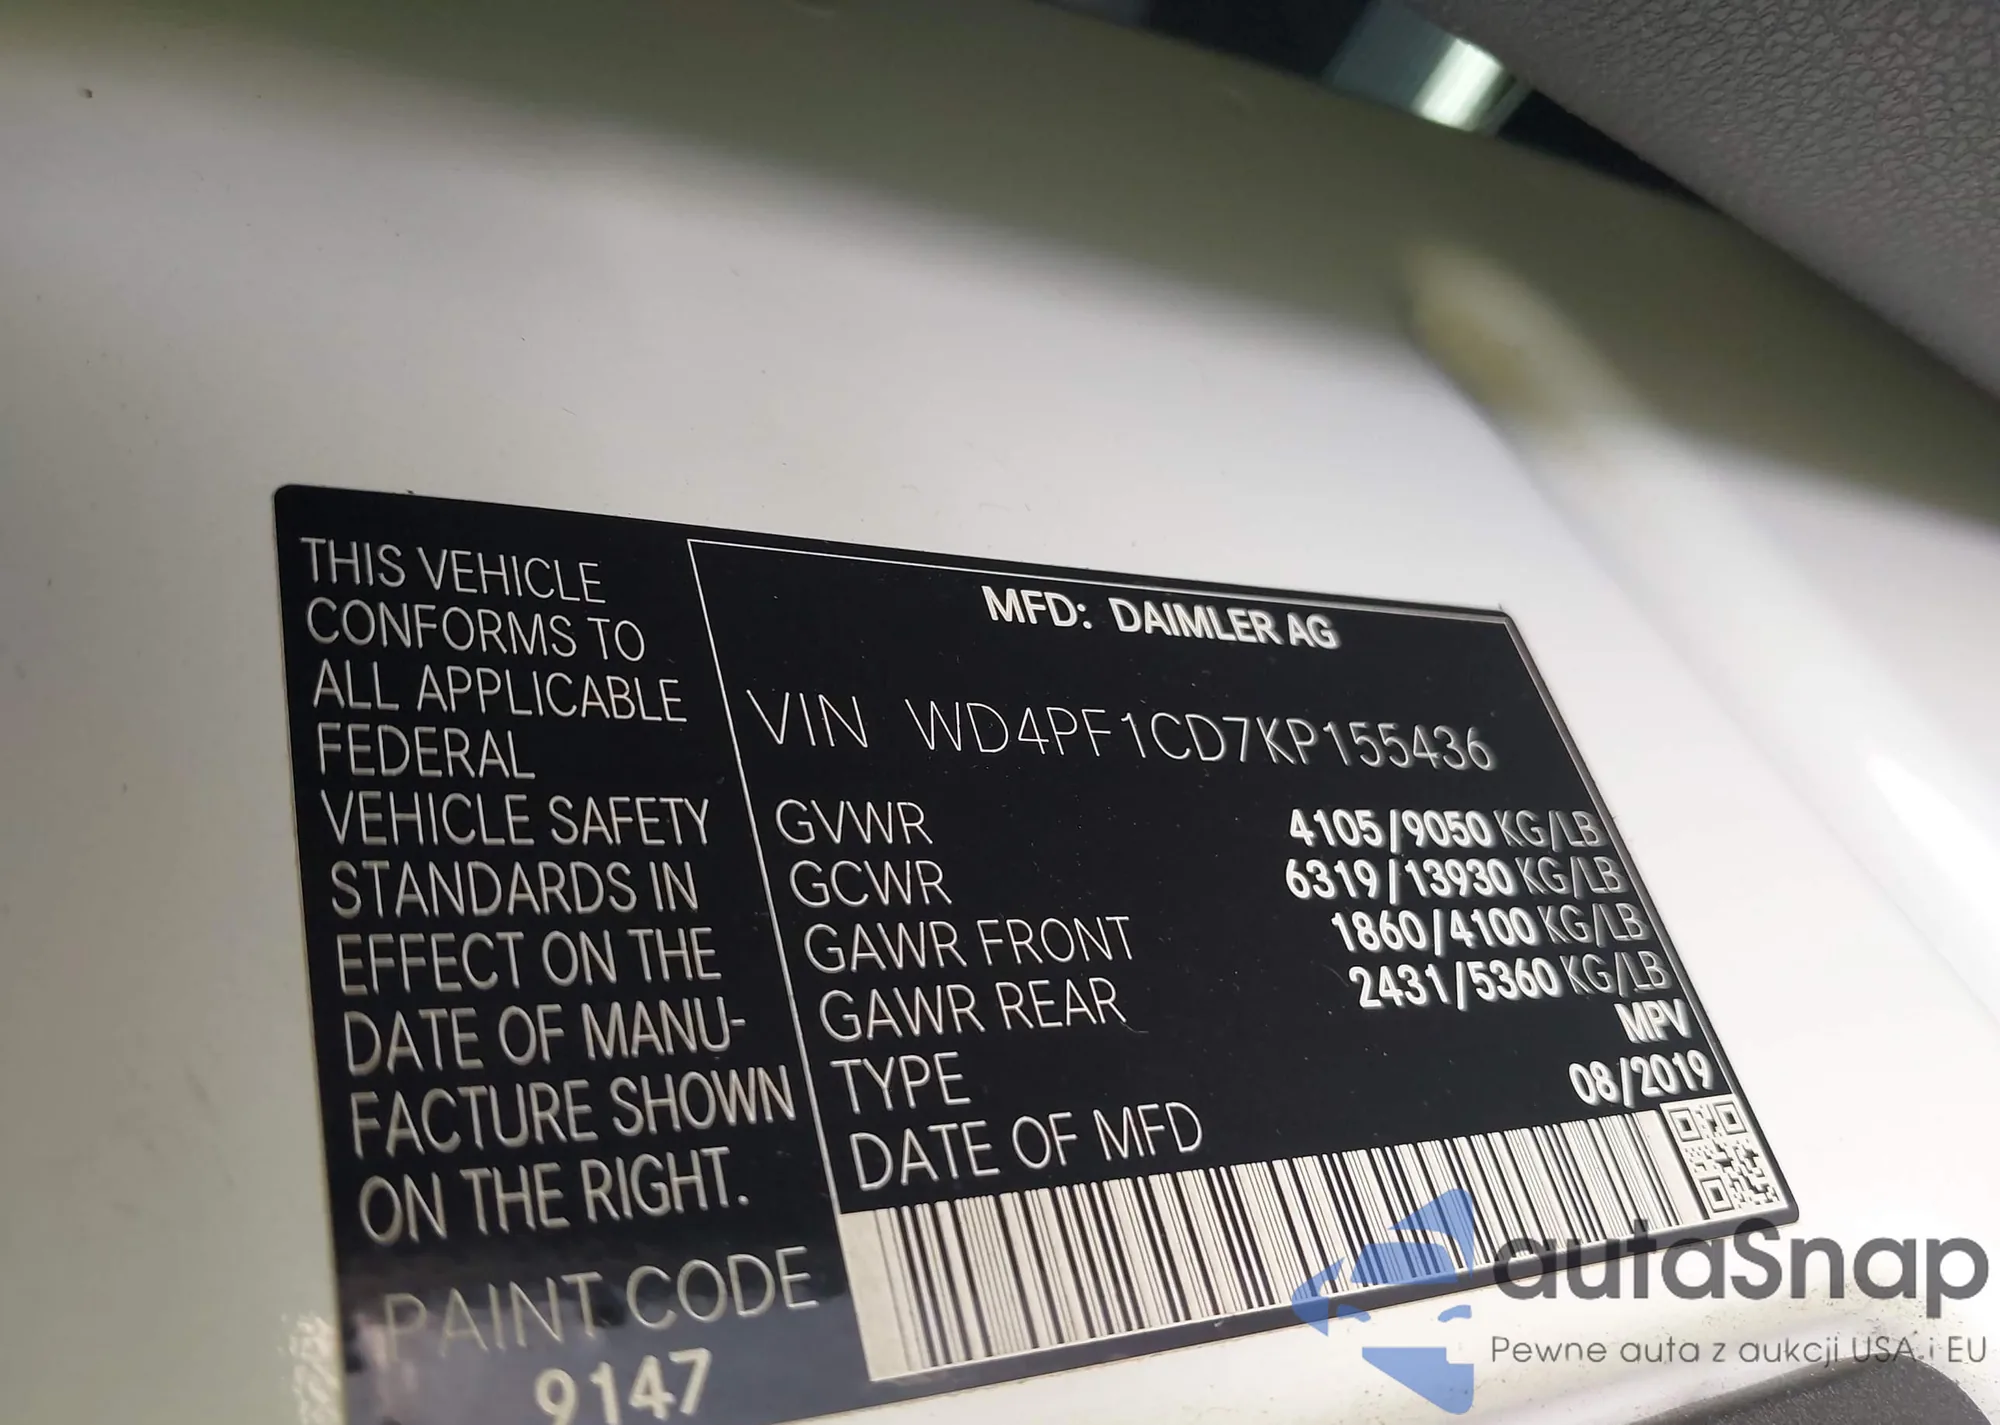 THIS VEHICLE
CONFORMS TO
ALL APPLICABLE
FEDERAL
VEHICLE SAFETY
STANDARDS IN
EFFECT ON THE
DATE OF MANU-
FACTURE SHOWN
ON THE RIGHT.
PAINT CODE
9147
MFD: DAIMLER AG
VIN WD4PF1CD7KP155436
GVWR 4105/9050 KG/LB
GCWR 6319/13930 KG/LB
GAWR FRONT 1860/4100 KG/LB
GAWR REAR 2431/5360 KG/LB
TYPE MPV
DATE OF MFD 08/2019
autaSnap
Pewne auta z aukcji USA i EU